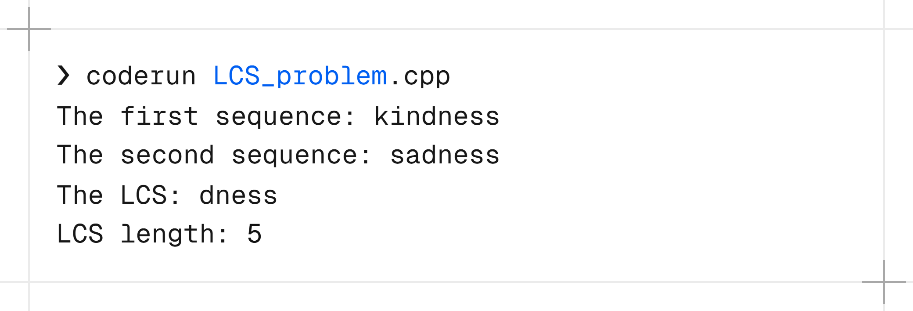 ❯ coderun LCS_problem.cpp
The first sequence: kindness
The second sequence: sadness
The LCS: dness
LCS length: 5